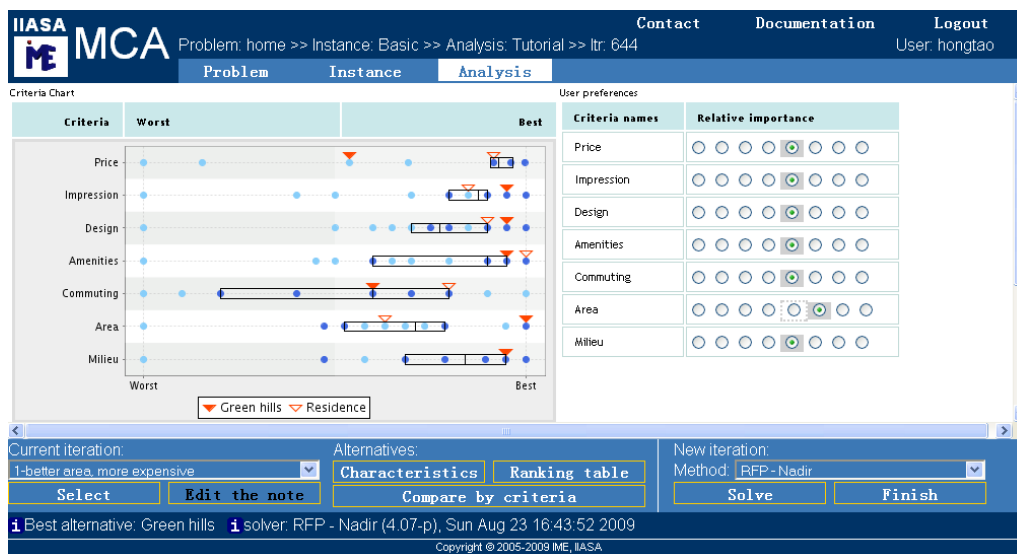 IIASA
iME
MCA
Contact Documentation Logout
Problem: home >> Instance: Basic >> Analysis: Tutorial >> Itr: 644 User: hongtao
Problem Instance Analysis
Criteria Chart
Criteria Worst Best
Price
Impression
Design
Amenities
Commuting
Area
Milieu
Worst Best
Green hills Residence
User preferences
Criteria names Relative importance
Price
Impression
Design
Amenities
Commuting
Area
Milieu
Current iteration:
1-better area, more expensive
Select Edit the note
Alternatives:
Characteristics Ranking table
Compare by criteria
New iteration:
Method: RFP - Nadir
Solve Finish
i Best alternative: Green hills i solver: RFP - Nadir (4.07-p), Sun Aug 23 16:43:52 2009
Copyright © 2005-2009 IME, IIASA